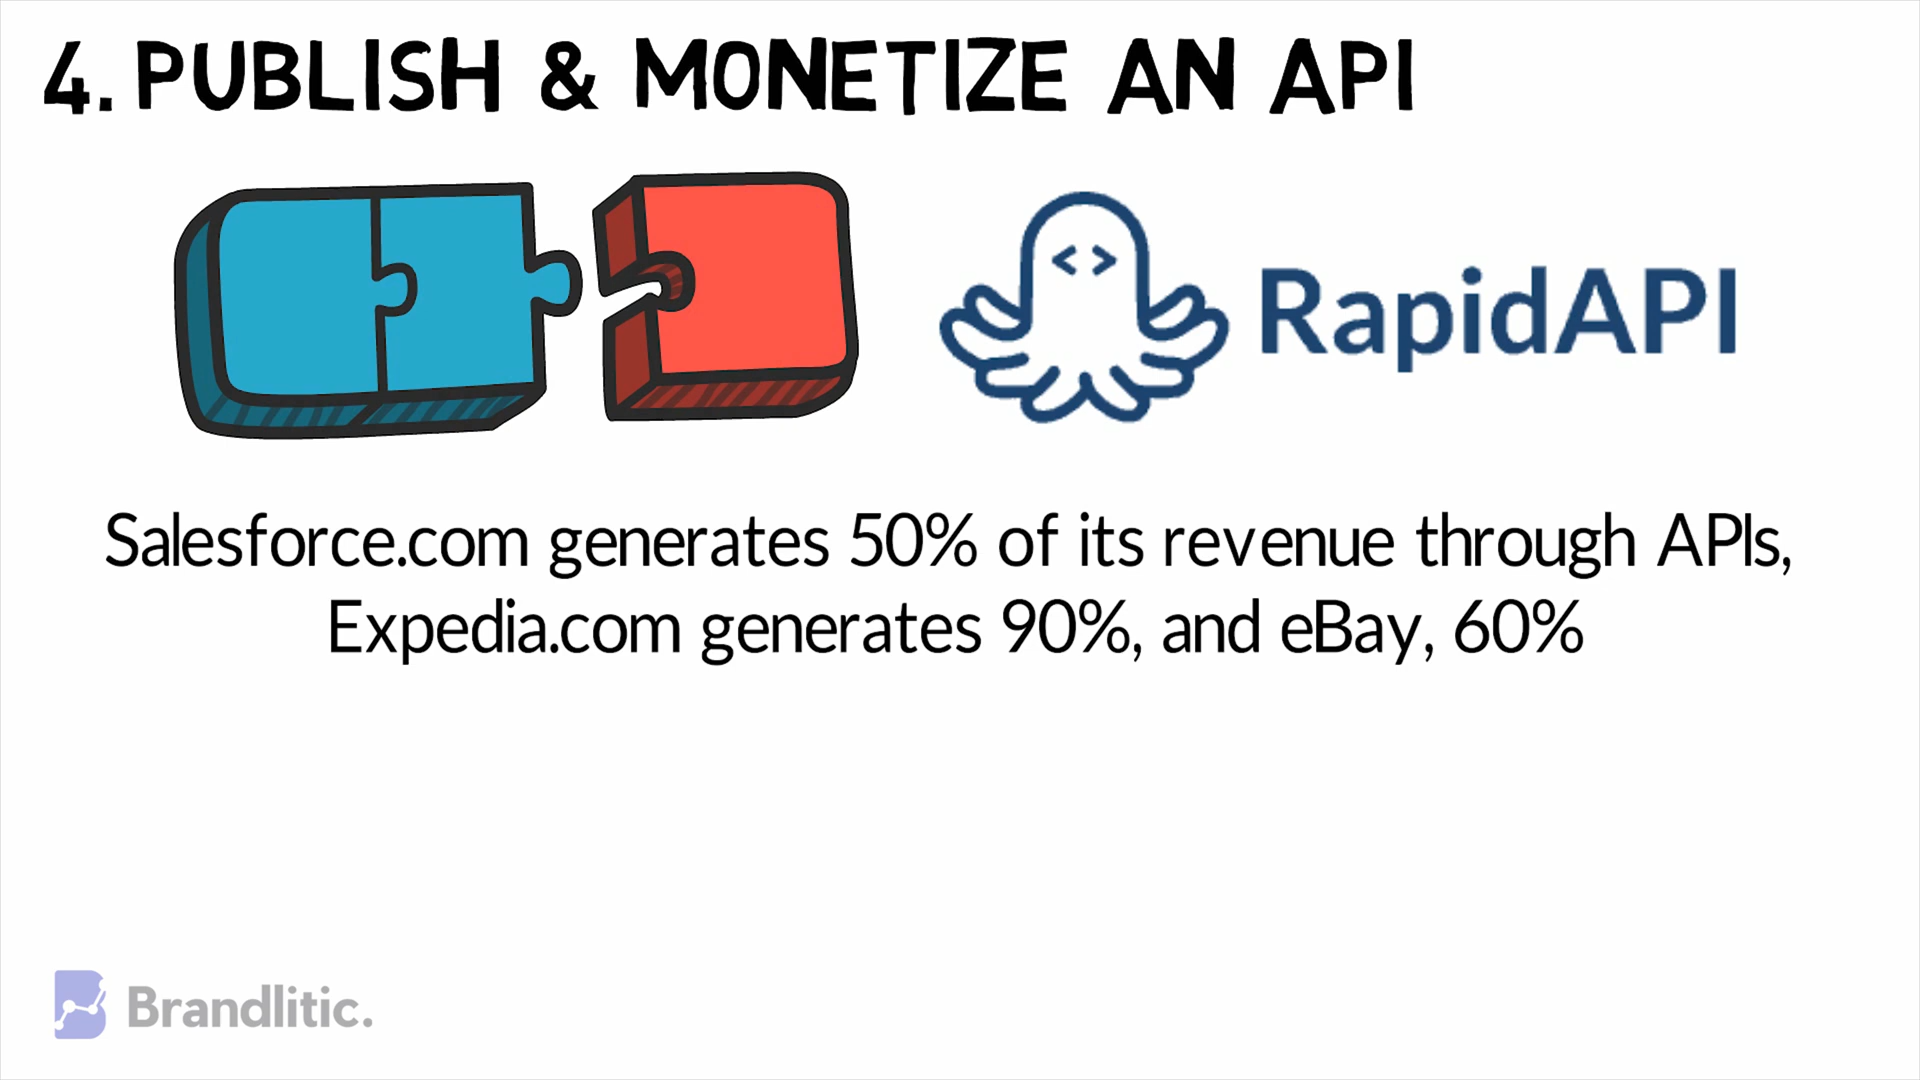 4. PUBLISH & MONETIZE AN API
< >
RapidAPI
Salesforce.com generates 50% of its revenue through APIs,
Expedia.com generates 90%, and eBay, 60%
Brandlitic.